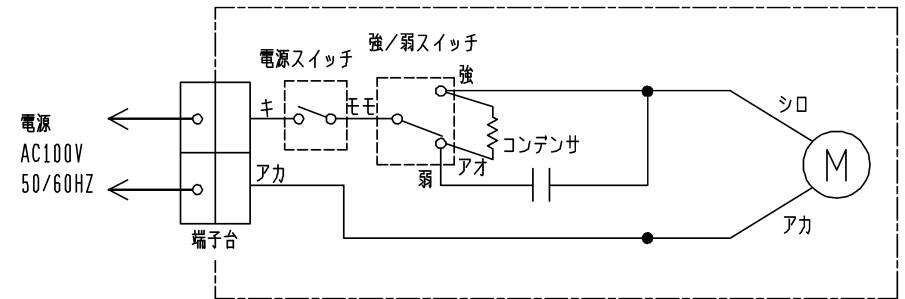 電源
AC100V
50/60HZ
端子台
電源スイッチ
強/弱スイッチ
キ
モモ
アカ
強
弱
アオ
コンデンサ
シロ
M
アカ